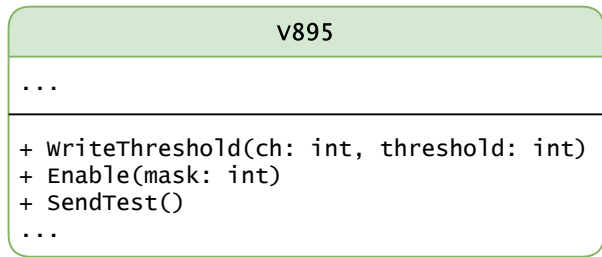 V895
...
+ WriteThreshold(ch: int, threshold: int)
+ Enable(mask: int)
+ SendTest()
...